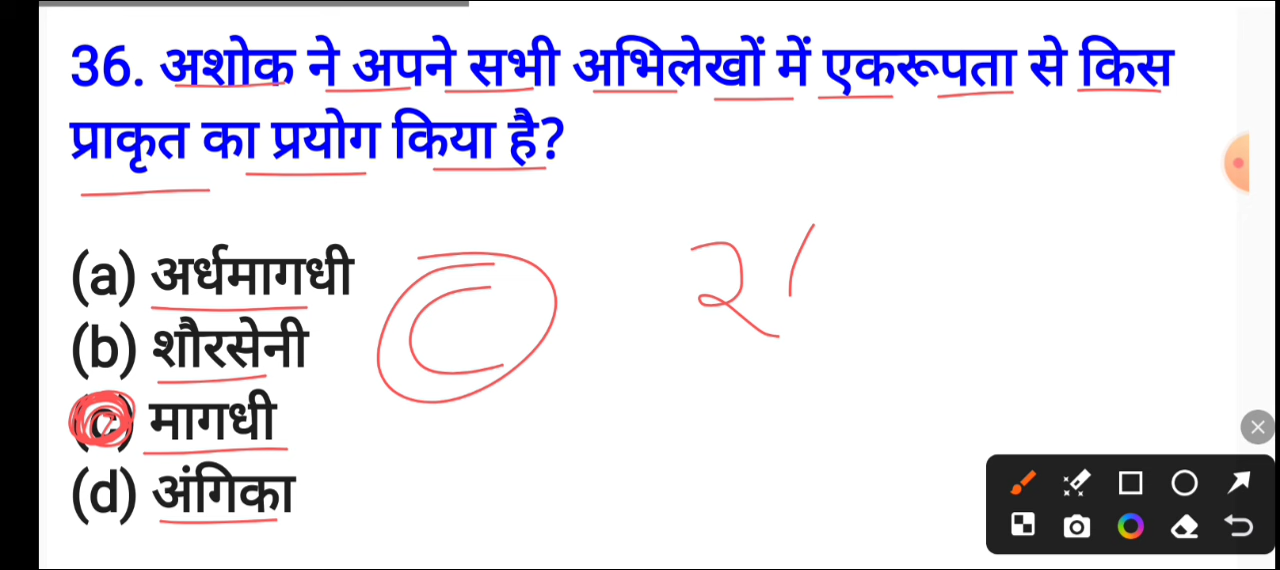 36. अशोक ने अपने सभी अभिलेखों में एकरूपता से किस
प्राकृत का प्रयोग किया है?
(a) अर्धमागधी
(b) शौरसेनी
(c) मागधी
(d) अंगिका
C